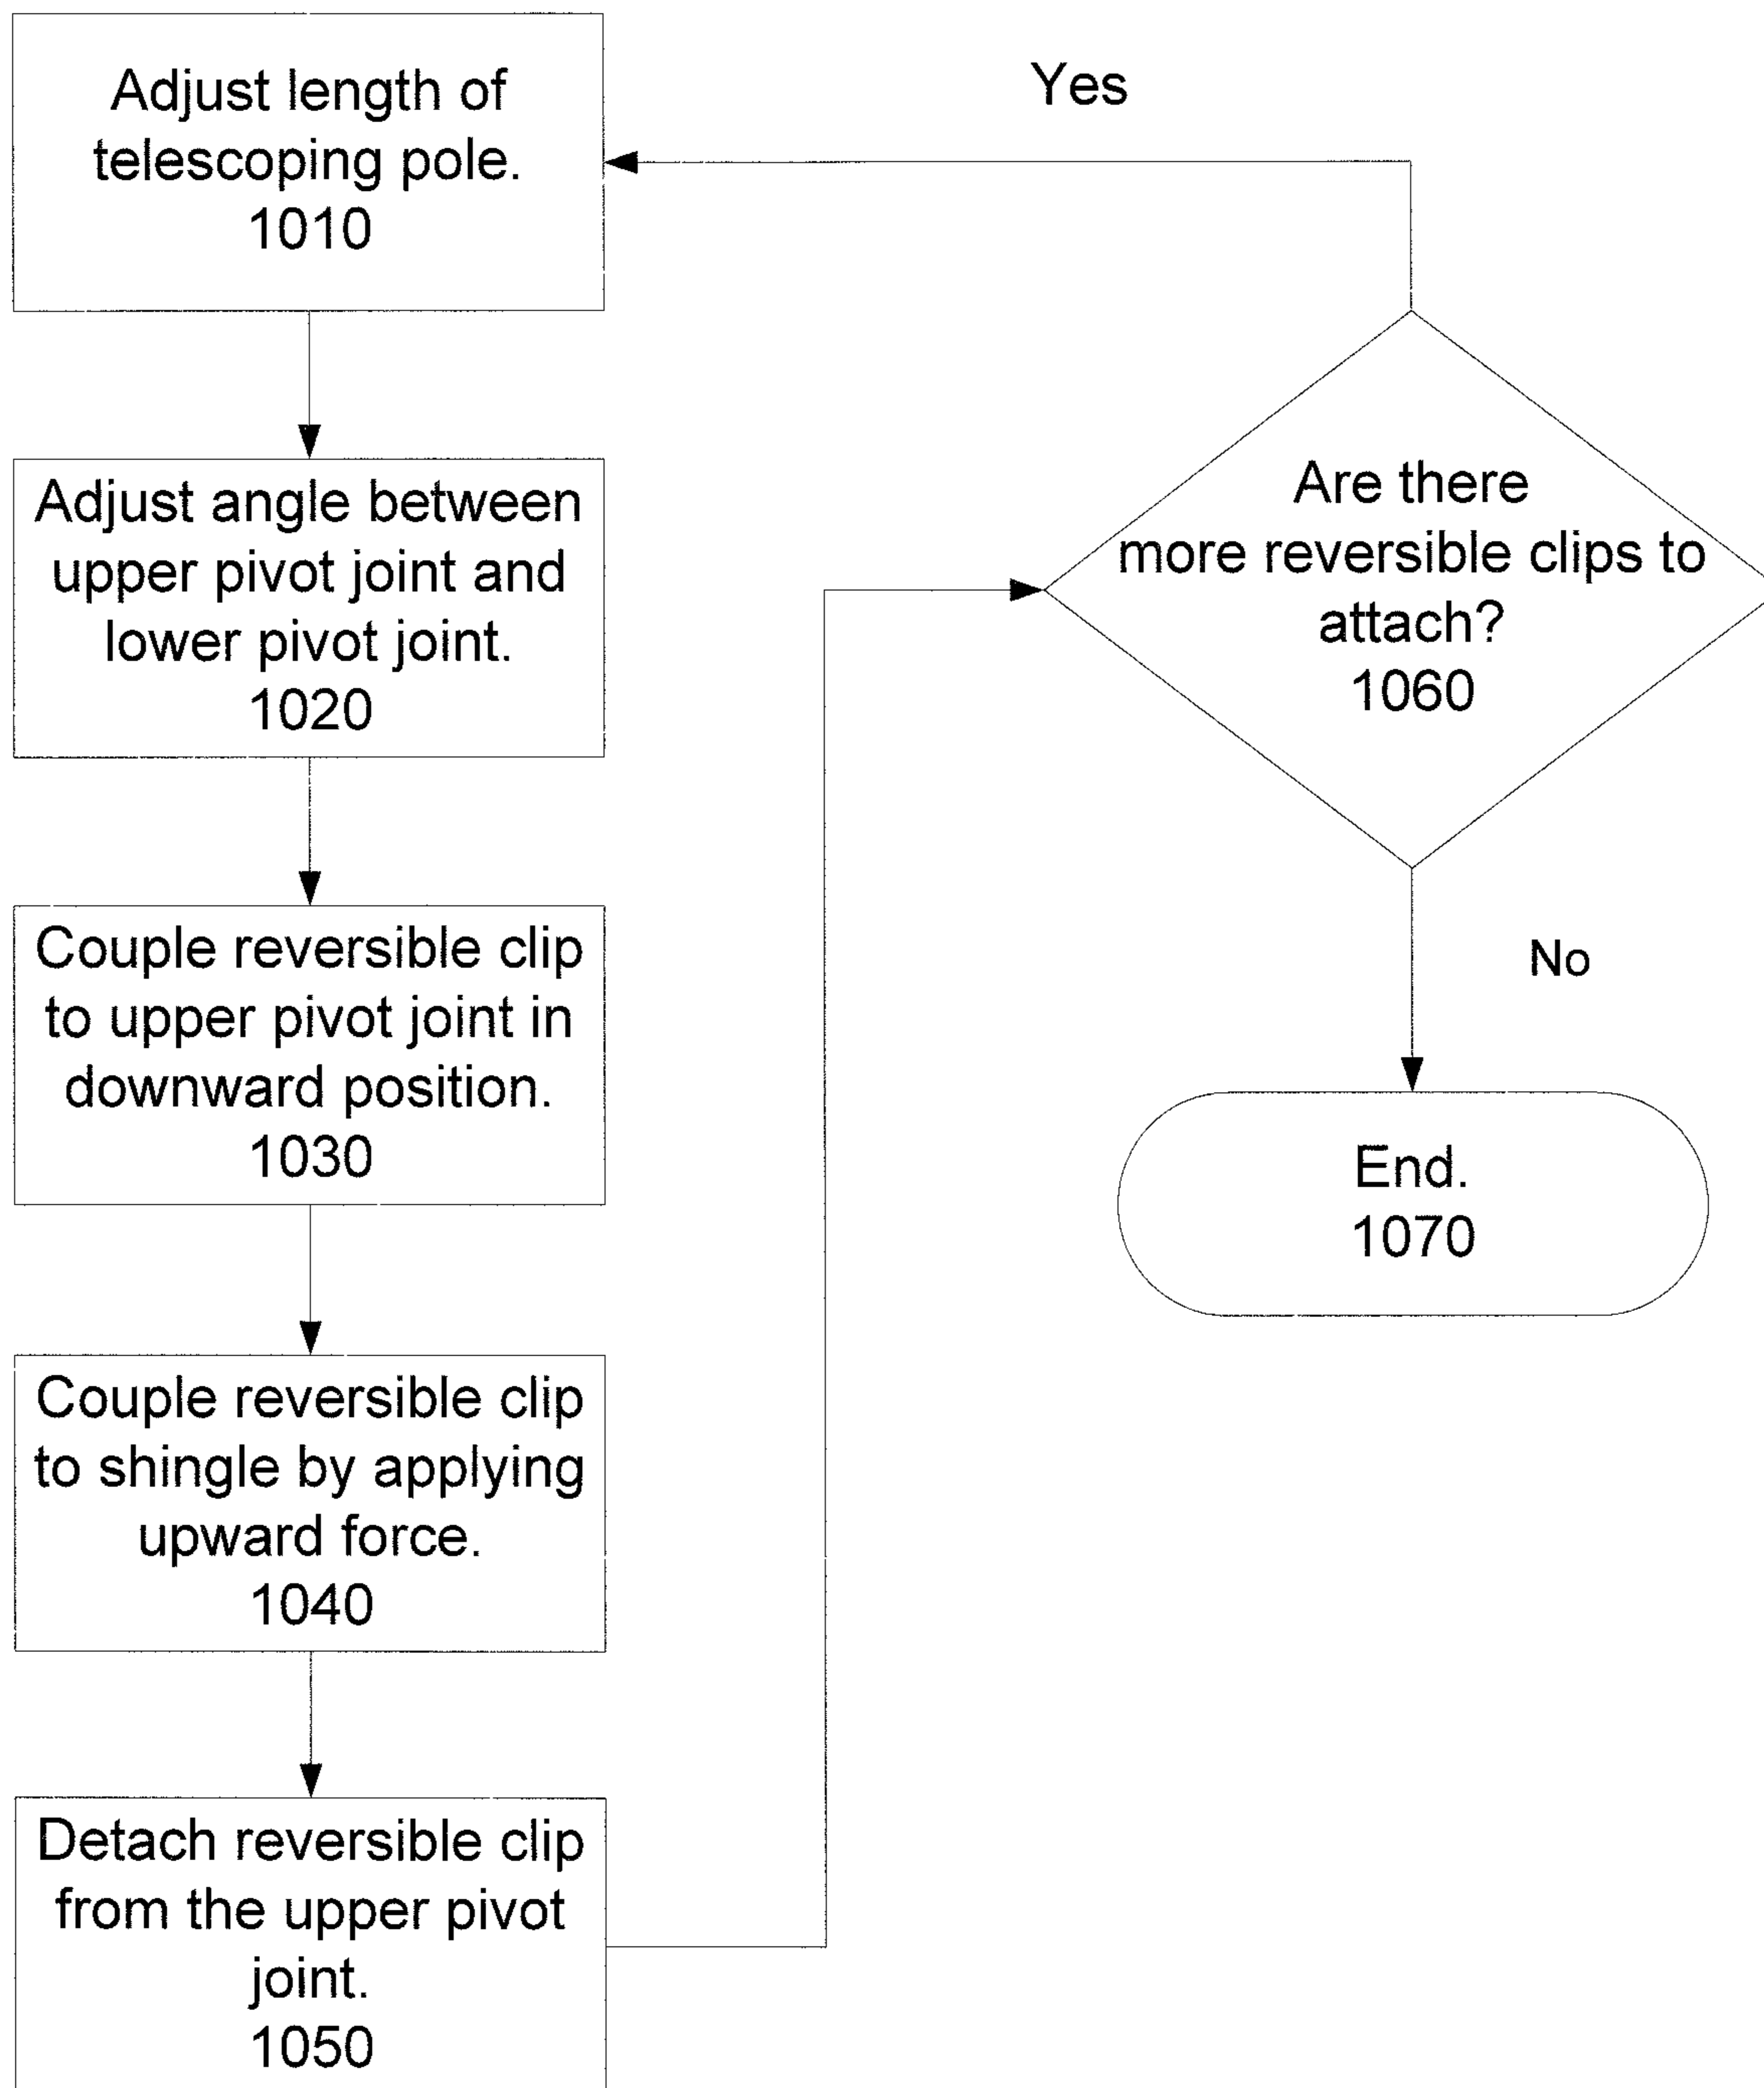 Adjust length of
telescoping pole.
1010
Adjust angle between
upper pivot joint and
lower pivot joint.
1020
Couple reversible clip
to upper pivot joint in
downward position.
1030
Couple reversible clip
to shingle by applying
upward force.
1040
Detach reversible clip
from the upper pivot
joint.
1050
Yes
Are there
more reversible clips to
attach?
1060
No
End.
1070